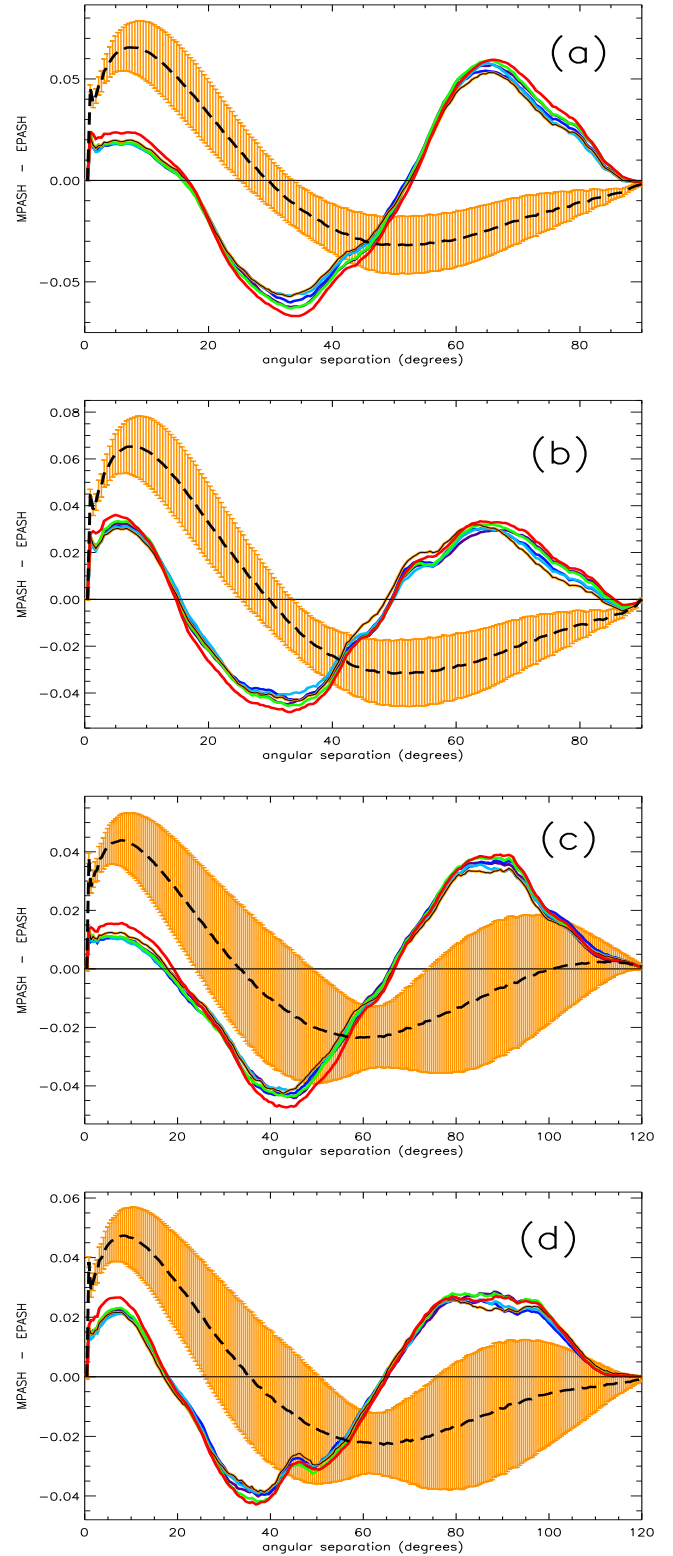 (a)
0.05
0.00
-0.05
MPASH - EPASH
0 20 40 60 80
angular separation (degrees)
(b)
0.08
0.06
0.04
0.02
0.00
-0.02
-0.04
MPASH - EPASH
0 20 40 60 80
angular separation (degrees)
(c)
0.04
0.02
0.00
-0.02
-0.04
MPASH - EPASH
0 20 40 60 80 100 120
angular separation (degrees)
(d)
0.06
0.04
0.02
0.00
-0.02
-0.04
MPASH - EPASH
0 20 40 60 80 100 120
angular separation (degrees)